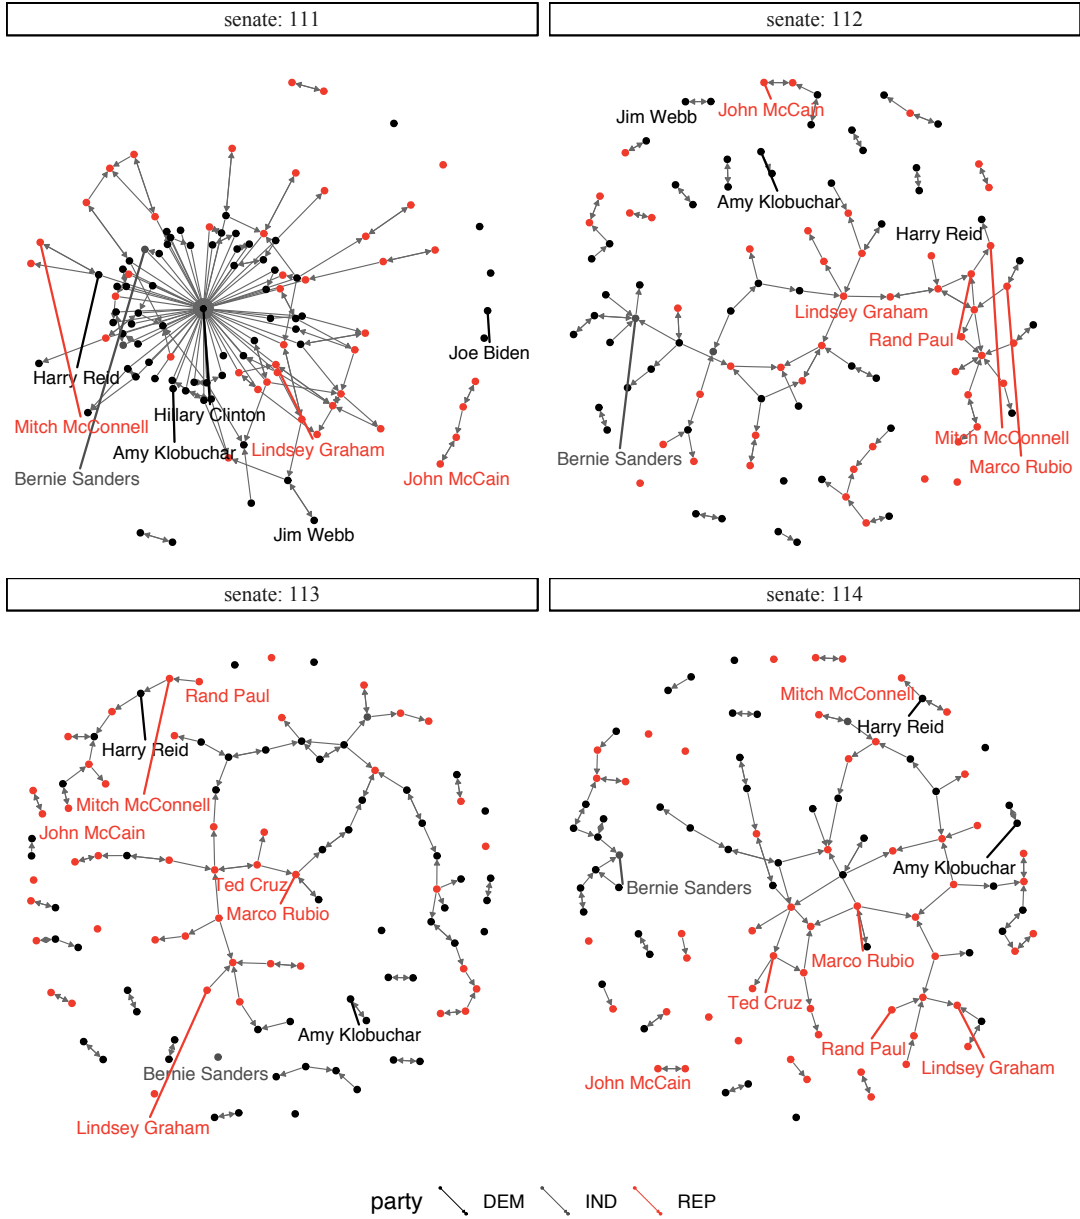 senate: 111
senate: 112
Jim Webb
John McCain
Amy Klobuchar
Harry Reid
Lindsey Graham
Rand Paul
Joe Biden
Harry Reid
Hillary Clinton
Mitch McConnell
Amy Klobuchar
Lindsey Graham
Bernie Sanders
John McCain
Jim Webb
Mitch McConnell
Bernie Sanders
Marco Rubio
senate: 113
senate: 114
Rand Paul
Harry Reid
Mitch McConnell
John McCain
Ted Cruz
Marco Rubio
Amy Klobuchar
Bernie Sanders
Lindsey Graham
Mitch McConnell
Harry Reid
Amy Klobuchar
Bernie Sanders
Marco Rubio
Ted Cruz
Rand Paul
Lindsey Graham
John McCain
party DEM IND REP